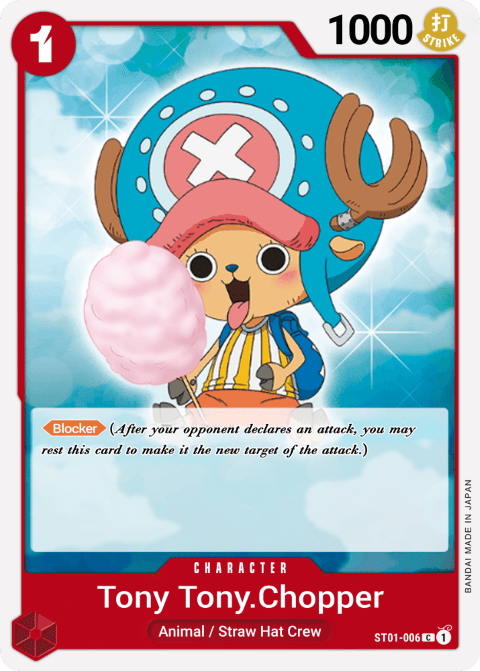 1
1000
打
STRIKE
Blocker (After your opponent declares an attack, you may
rest this card to make it the new target of the attack.)
BANDAI MADE IN JAPAN
CHARACTER
Tony Tony.Chopper
Animal / Straw Hat Crew
ST01-006 C 1